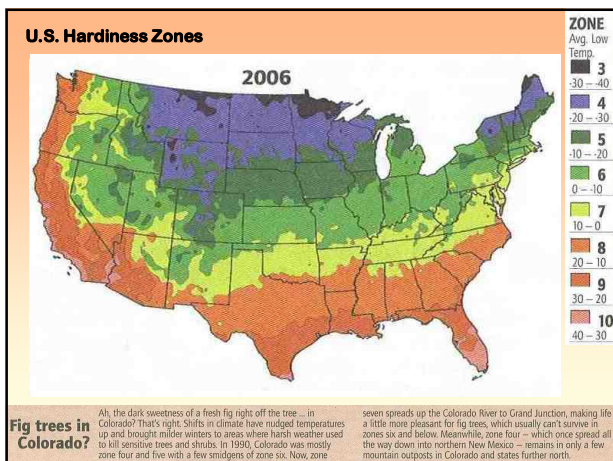 U.S. Hardiness Zones
2006
ZONE
Avg. Low
Temp.
3
-30 – -40
4
-20 – -30
5
-10 – -20
6
0 – -10
7
10 – 0
8
20 – 10
9
30 – 20
10
40 – 30
Fig trees in
Colorado?
Ah, the dark sweetness of a fresh fig right off the tree ... in
Colorado? That's right. Shifts in climate have nudged temperatures
up and brought milder winters to areas where harsh weather used
to kill sensitive trees and shrubs. In 1990, Colorado was mostly
zone four and five with a few smidgens of zone six. Now, zone
seven spreads up the Colorado River to Grand Junction, making life
a little more pleasant for fig trees, which usually can't survive in
zones six and below. Meanwhile, zone four – which once spread all
the way down into northern New Mexico – remains in only a few
mountain outposts in Colorado and states further north.